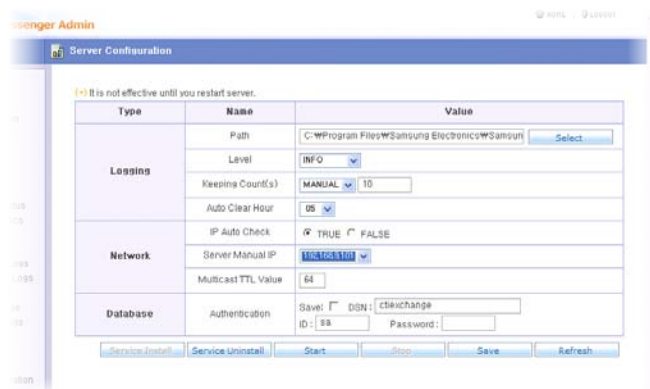 HOME LOGOUT
ssenger Admin
Server Configuration
(*) It is not effective until you restart server.
Type Name Value
Logging
Path C:₩Program Files₩Samsung Electronics₩Samsun Select
Level INFO
Keeping Count(s) MANUAL 10
Auto Clear Hour 05
Network
IP Auto Check TRUE FALSE
Server Manual IP
Multicast TTL Value 64
Database
Authentication
Save: DSN: ctiexchange
ID: sa Password:
Service Install Service Uninstall Start Stop Save Refresh